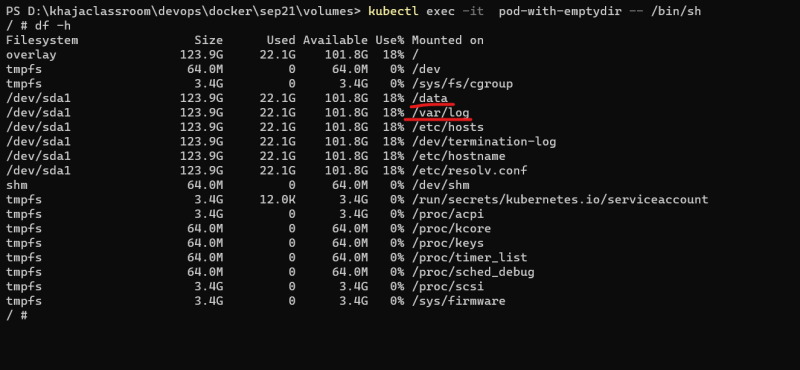 PS D:\khajaclassroom\devops\docker\sep21\volumes> kubectl exec -it  pod-with-emptydir -- /bin/sh
/ # df -h
Filesystem                Size      Used Available Use% Mounted on
overlay                 123.9G     22.1G    101.8G  18% /
tmpfs                    64.0M         0     64.0M   0% /dev
tmpfs                     3.4G         0      3.4G   0% /sys/fs/cgroup
/dev/sda1               123.9G     22.1G    101.8G  18% /data
/dev/sda1               123.9G     22.1G    101.8G  18% /var/log
/dev/sda1               123.9G     22.1G    101.8G  18% /etc/hosts
/dev/sda1               123.9G     22.1G    101.8G  18% /dev/termination-log
/dev/sda1               123.9G     22.1G    101.8G  18% /etc/hostname
/dev/sda1               123.9G     22.1G    101.8G  18% /etc/resolv.conf
shm                      64.0M         0     64.0M   0% /dev/shm
tmpfs                     3.4G     12.0K      3.4G   0% /run/secrets/kubernetes.io/serviceaccount
tmpfs                     3.4G         0      3.4G   0% /proc/acpi
tmpfs                    64.0M         0     64.0M   0% /proc/kcore
tmpfs                    64.0M         0     64.0M   0% /proc/keys
tmpfs                    64.0M         0     64.0M   0% /proc/timer_list
tmpfs                    64.0M         0     64.0M   0% /proc/sched_debug
tmpfs                     3.4G         0      3.4G   0% /proc/scsi
tmpfs                     3.4G         0      3.4G   0% /sys/firmware
/ #